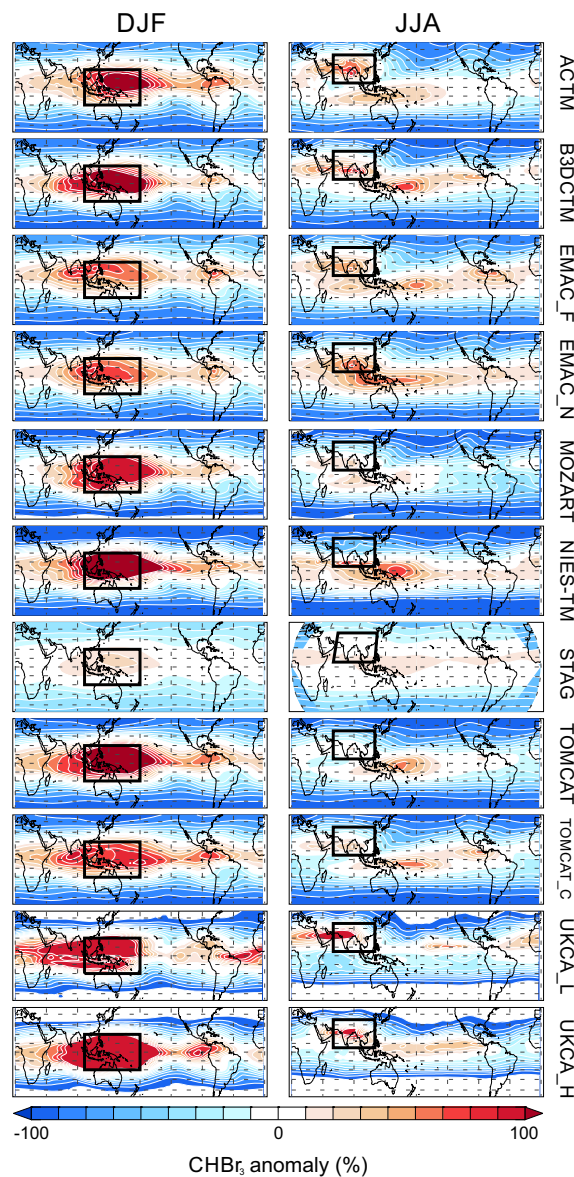 DJF JJA
ACTM
B3DCTM
EMAC_F
EMAC_N
MOZART
NIES-TM
STAG
TOMCAT
TOMCAT_C
UKCA_L
UKCA_H
-100 0 100
CHBr₃ anomaly (%)